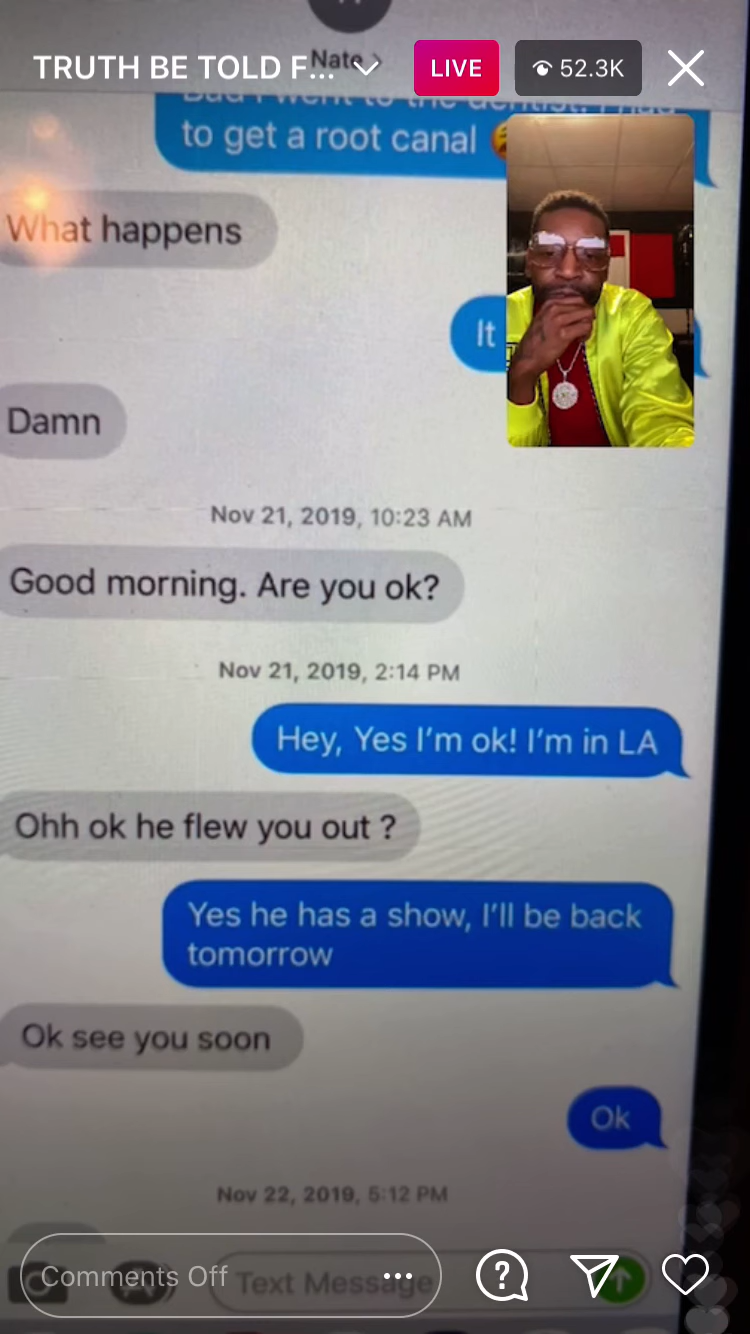 Nate >
TRUTH BE TOLD F...
LIVE
52.3K
to get a root canal
What happens
It
Damn
Nov 21, 2019, 10:23 AM
Good morning. Are you ok?
Nov 21, 2019, 2:14 PM
Hey, Yes I'm ok! I'm in LA
Ohh ok he flew you out ?
Yes he has a show, I'll be back
tomorrow
Ok see you soon
Ok
Nov 22, 2019, 5:12 PM
Comments Off
Text Message